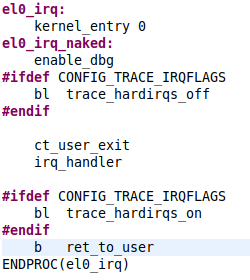 el0_irq:
kernel_entry 0
el0_irq_naked:
enable_dbg
#ifdef CONFIG_TRACE_IRQFLAGS
bl trace_hardirqs_off
#endif
ct_user_exit
irq_handler
#ifdef CONFIG_TRACE_IRQFLAGS
bl trace_hardirqs_on
#endif
b ret_to_user
ENDPROC(el0_irq)